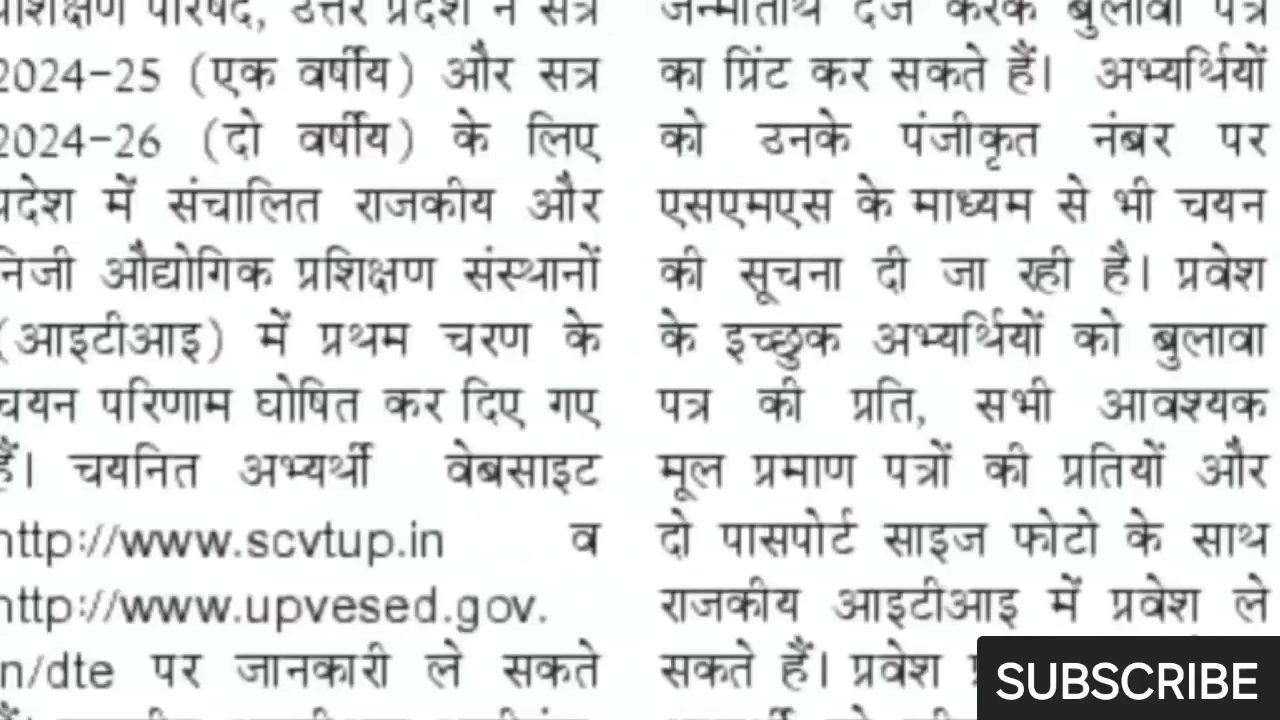 प्रशिक्षण परिषद, उत्तर प्रदेश ने सत्र
2024-25 (एक वर्षीय) और सत्र
2024-26 (दो वर्षीय) के लिए
प्रदेश में संचालित राजकीय और
निजी औद्योगिक प्रशिक्षण संस्थानों
(आइटीआइ) में प्रथम चरण के
चयन परिणाम घोषित कर दिए गए
हैं। चयनित अभ्यर्थी वेबसाइट
http://www.scvtup.in व
http://www.upvesed.gov.
in/dte पर जानकारी ले सकते
जन्मतिथि दर्ज करके बुलावा पत्र
का प्रिंट कर सकते हैं। अभ्यर्थियों
को उनके पंजीकृत नंबर पर
एसएमएस के माध्यम से भी चयन
की सूचना दी जा रही है। प्रवेश
के इच्छुक अभ्यर्थियों को बुलावा
पत्र की प्रति, सभी आवश्यक
मूल प्रमाण पत्रों की प्रतियों और
दो पासपोर्ट साइज फोटो के साथ
राजकीय आइटीआइ में प्रवेश ले
सकते हैं। प्रवेश
SUBSCRIBE